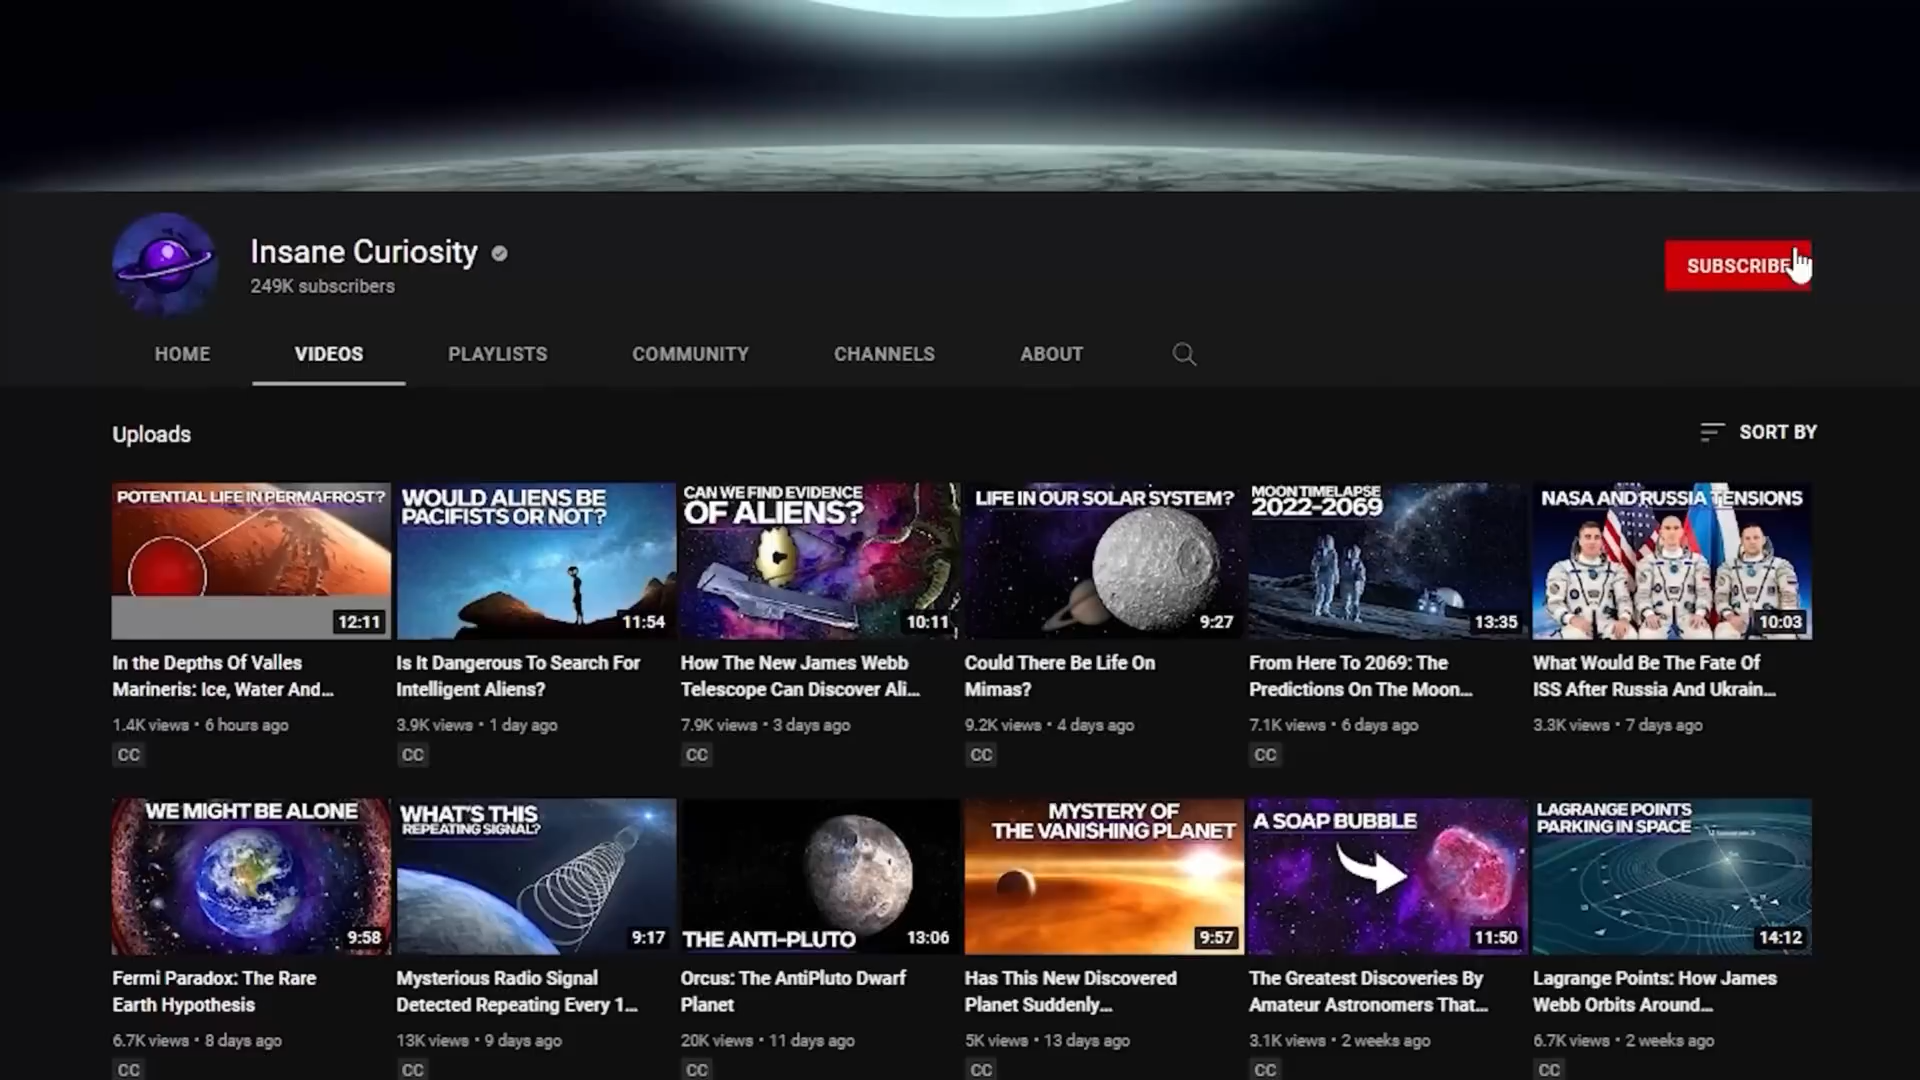 Insane Curiosity
249K subscribers
SUBSCRIBE
HOME VIDEOS PLAYLISTS COMMUNITY CHANNELS ABOUT
Uploads
SORT BY
POTENTIAL LIFE IN PERMAFROST?
12:11
In the Depths Of Valles
Marineris: Ice, Water And...
1.4K views • 6 hours ago
CC
WOULD ALIENS BE
PACIFISTS OR NOT?
11:54
Is It Dangerous To Search For
Intelligent Aliens?
3.9K views • 1 day ago
CC
CAN WE FIND EVIDENCE
OF ALIENS?
10:11
How The New James Webb
Telescope Can Discover Ali...
7.9K views • 3 days ago
CC
LIFE IN OUR SOLAR SYSTEM?
9:27
Could There Be Life On
Mimas?
9.2K views • 4 days ago
CC
MOON TIMELAPSE
2022-2069
13:35
From Here To 2069: The
Predictions On The Moon...
7.1K views • 6 days ago
CC
NASA AND RUSSIA TENSIONS
10:03
What Would Be The Fate Of
ISS After Russia And Ukrain...
3.3K views • 7 days ago
WE MIGHT BE ALONE
9:58
Fermi Paradox: The Rare
Earth Hypothesis
6.7K views • 8 days ago
CC
WHAT'S THIS
REPEATING SIGNAL?
9:17
Mysterious Radio Signal
Detected Repeating Every 1...
13K views • 9 days ago
CC
THE ANTI-PLUTO
13:06
Orcus: The AntiPluto Dwarf
Planet
20K views • 11 days ago
CC
MYSTERY OF
THE VANISHING PLANET
9:57
Has This New Discovered
Planet Suddenly...
5K views • 13 days ago
CC
A SOAP BUBBLE
11:50
The Greatest Discoveries By
Amateur Astronomers That...
3.1K views • 2 weeks ago
CC
LAGRANGE POINTS
PARKING IN SPACE
14:12
Lagrange Points: How James
Webb Orbits Around...
6.7K views • 2 weeks ago
CC